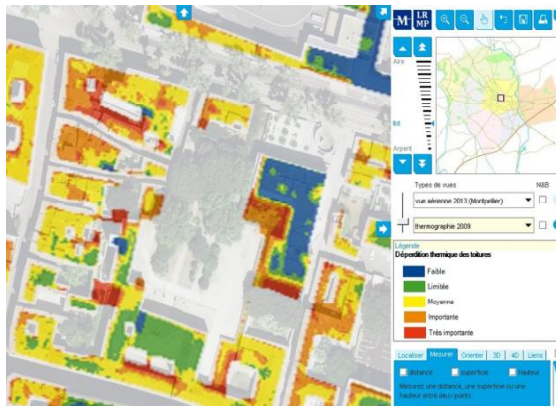 M
LR
MP
Aire
Ilot
Arpent
Types de vues N&B
vue aérienne 2013 (Montpellier)
thermographie 2009
Légende
Déperdition thermique des toitures
Faible
Limitée
Moyenne
Importante
Très importante
Localiser Mesurer Orienter 3D 4D Liens
distance superficie hauteur
Mesurez une distance, une superficie ou une
hauteur entre deux points.